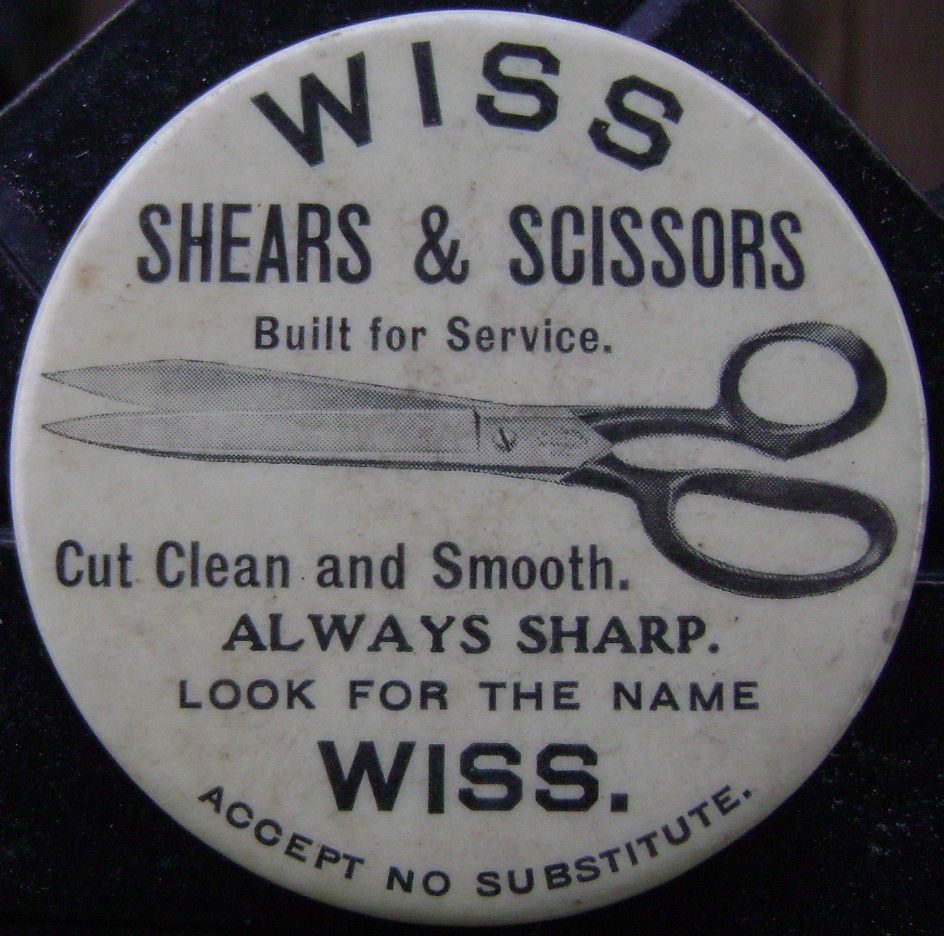 WISS
SHEARS & SCISSORS
Built for Service.
Cut Clean and Smooth.
ALWAYS SHARP.
LOOK FOR THE NAME
WISS.
ACCEPT NO SUBSTITUTE.